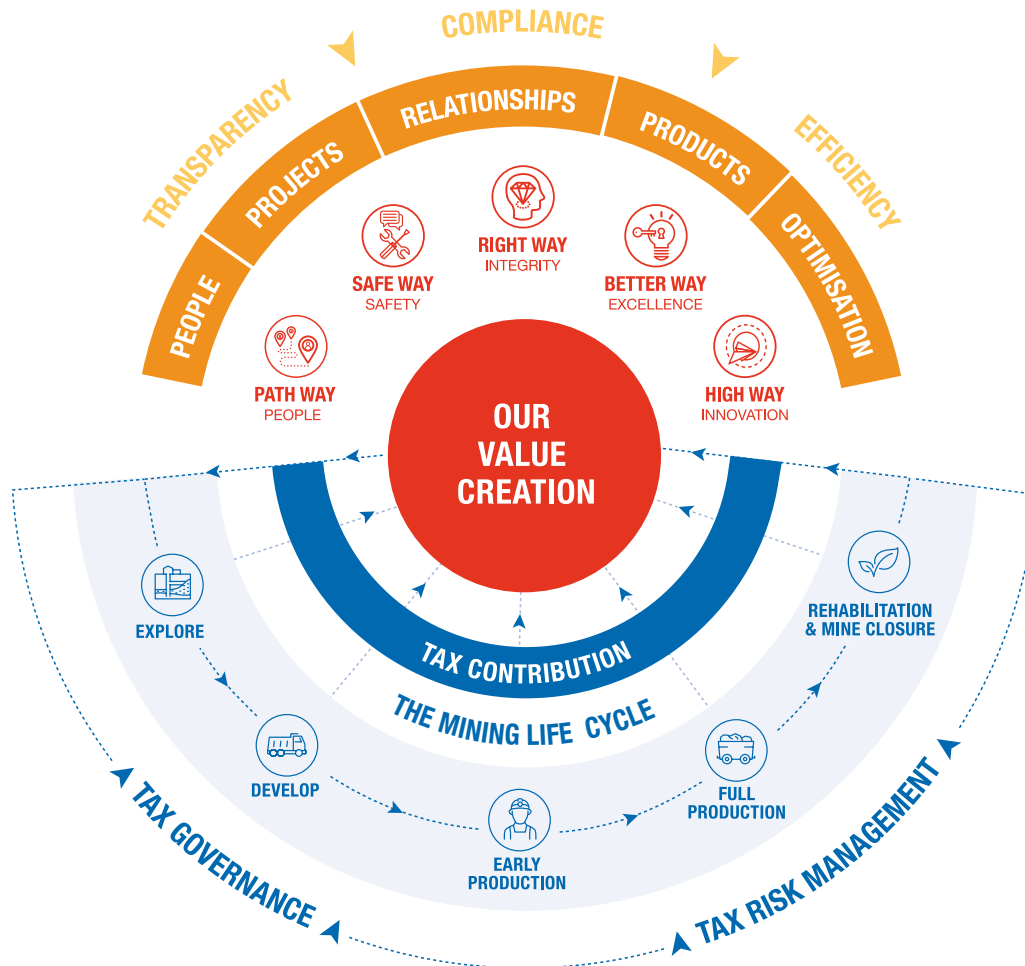 COMPLIANCE
TRANSPARENCY
EFFICIENCY
PEOPLE
PROJECTS
RELATIONSHIPS
PRODUCTS
OPTIMISATION
PATH WAY
PEOPLE
SAFE WAY
SAFETY
RIGHT WAY
INTEGRITY
BETTER WAY
EXCELLENCE
HIGH WAY
INNOVATION
OUR
VALUE
CREATION
TAX CONTRIBUTION
THE MINING LIFE CYCLE
EXPLORE
DEVELOP
EARLY
PRODUCTION
FULL
PRODUCTION
REHABILITATION
& MINE CLOSURE
TAX GOVERNANCE
TAX RISK MANAGEMENT